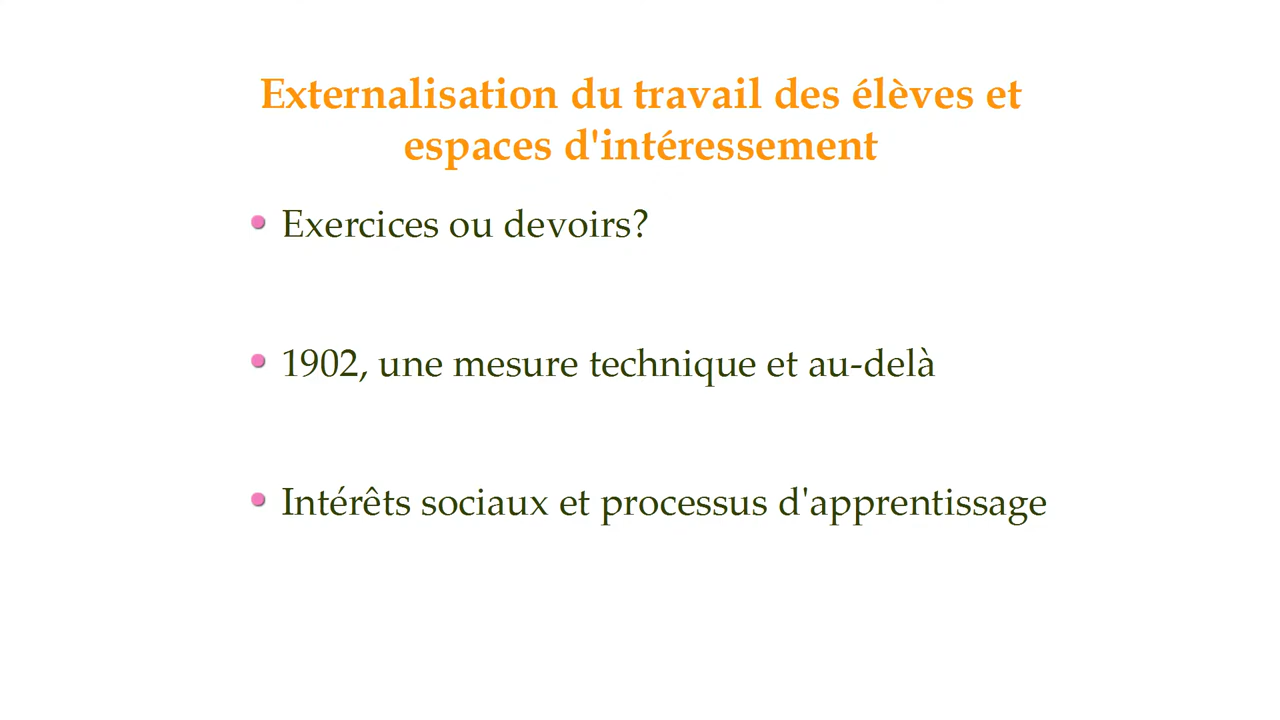 Externalisation du travail des élèves et
espaces d'intéressement
Exercices ou devoirs?
1902, une mesure technique et au-delà
Intérêts sociaux et processus d'apprentissage